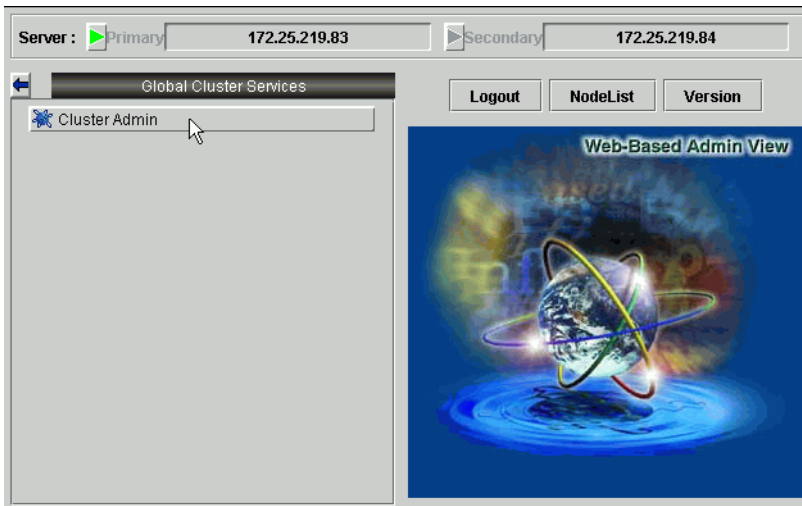 Server : Primary 172.25.219.83 Secondary 172.25.219.84
Global Cluster Services
Cluster Admin
Logout NodeList Version
Web-Based Admin View